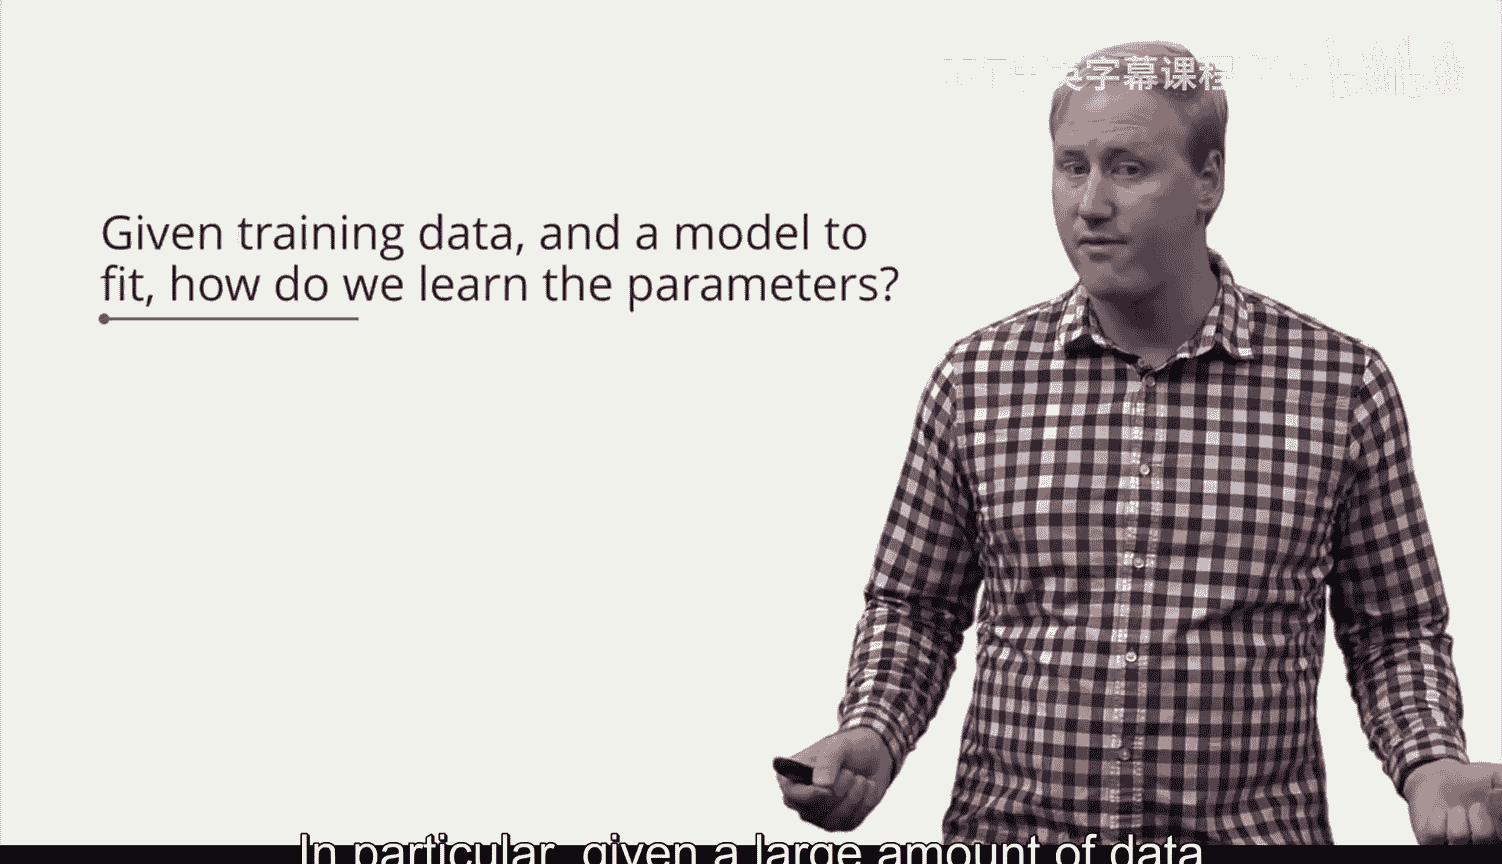 字幕课程
Given training data, and a model to
fit, how do we learn the parameters?
In particular, given a large amount of data